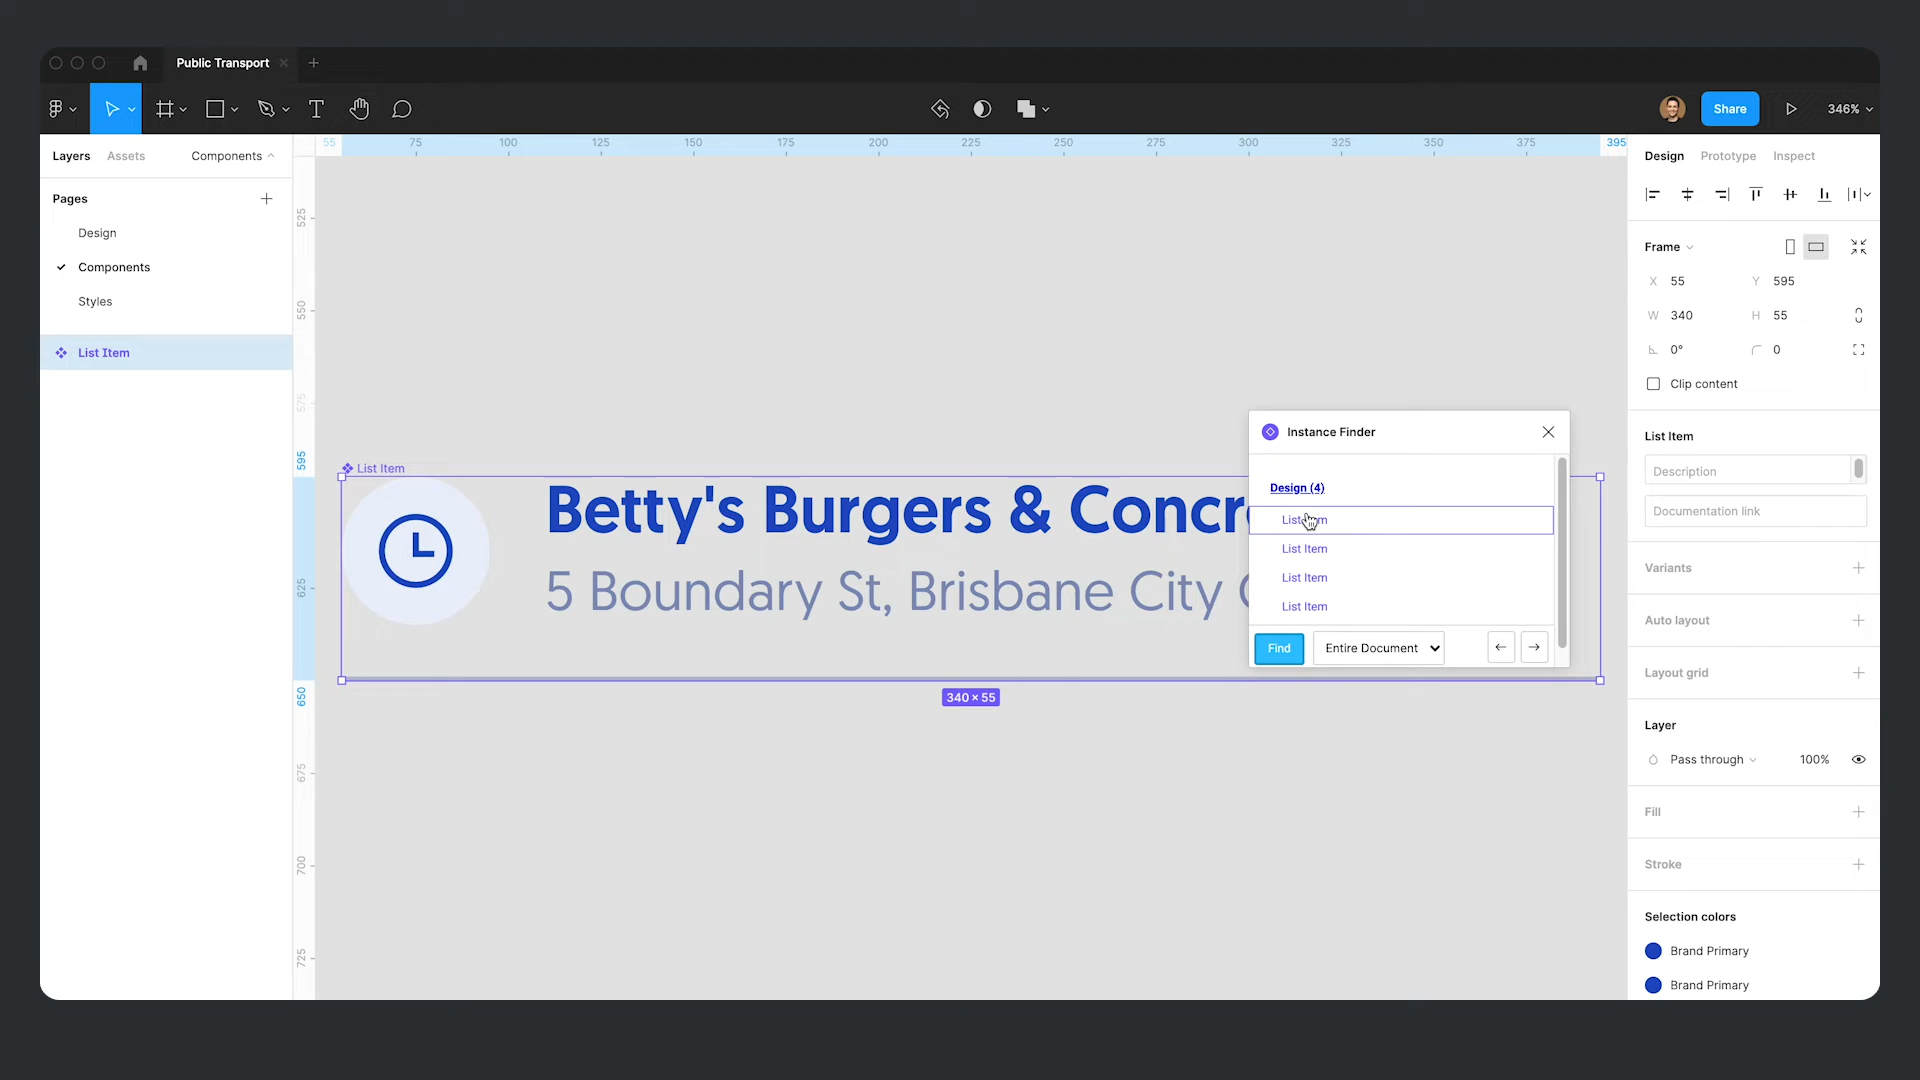 Public Transport
Share
346%
Layers
Assets
Components
Pages
Design
Components
Styles
List Item
55
75
100
125
150
175
200
225
250
275
300
325
350
375
395
525
550
575
595
625
650
675
700
725
List Item
Betty's Burgers & Concr
5 Boundary St, Brisbane City
340 × 55
Instance Finder
Design (4)
List Item
List Item
List Item
List Item
Find
Entire Document
Design
Prototype
Inspect
Frame
X 55
Y 595
W 340
H 55
0°
0
Clip content
List Item
Description
Documentation link
Variants
Auto layout
Layout grid
Layer
Pass through
100%
Fill
Stroke
Selection colors
Brand Primary
Brand Primary